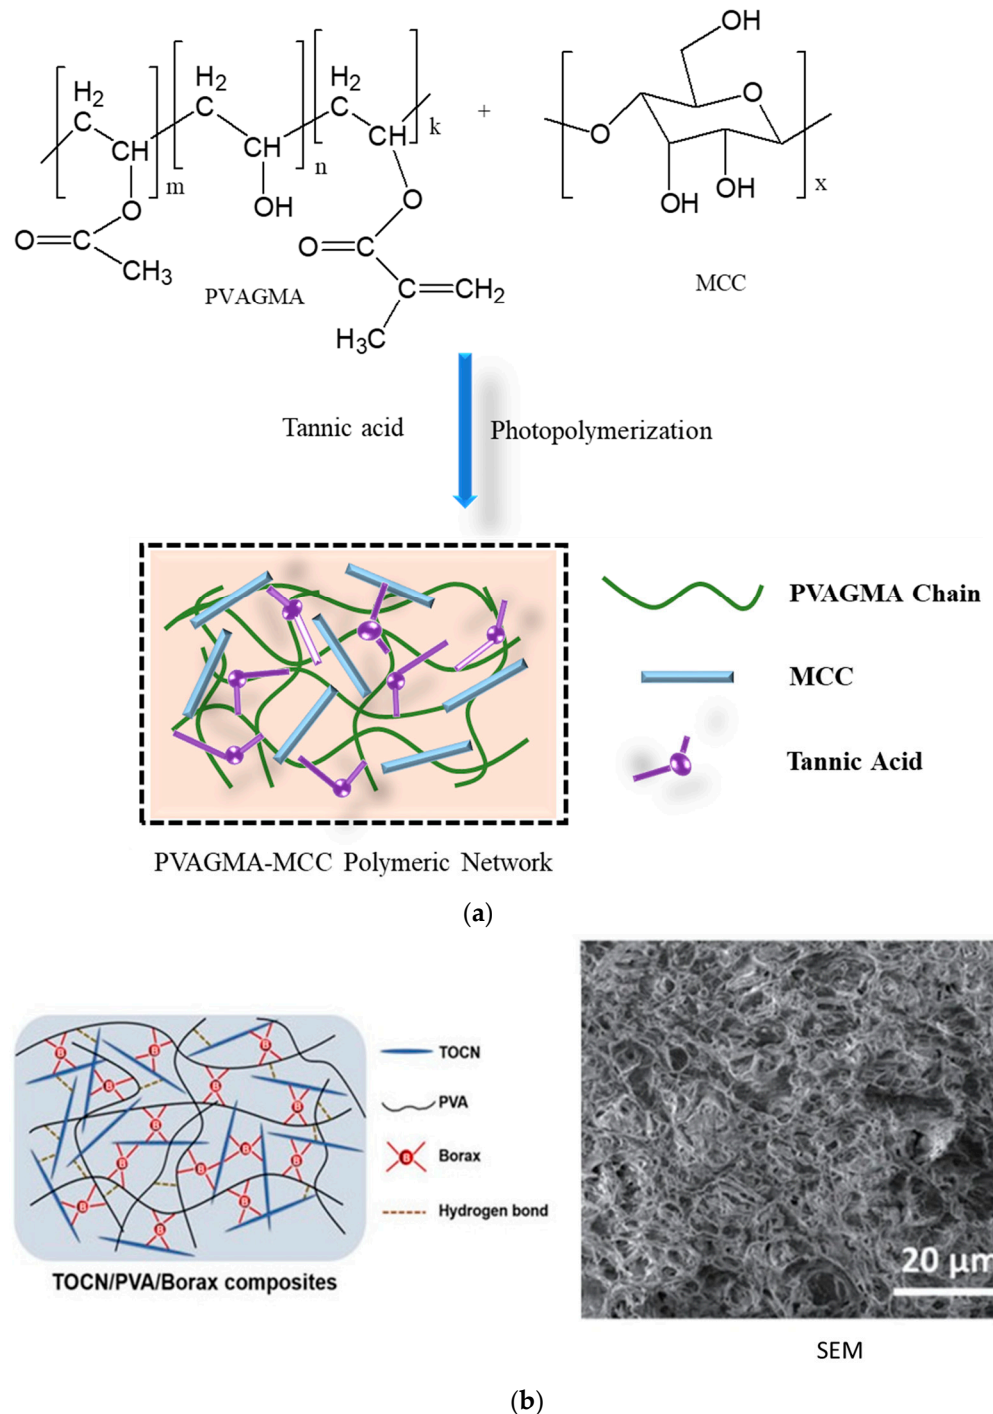 OH
H2
C
H2
C
H2
C
O
k
+
CH
CH
CH
O
m
n
OH
OH
x
O
OH
O
O
C
O
C
CH3
MCC
PVAGMA
C
CH2
H3C
Tannic acid
Photopolymerization
PVAGMA Chain
MCC
Tannic Acid
PVAGMA-MCC Polymeric Network
(a)
B
B
B
B
B
B
B
B
B
B
B
B
B
B
TOCN
PVA
B
Borax
Hydrogen bond
TOCN/PVA/Borax composites
20 µm
SEM
(b)